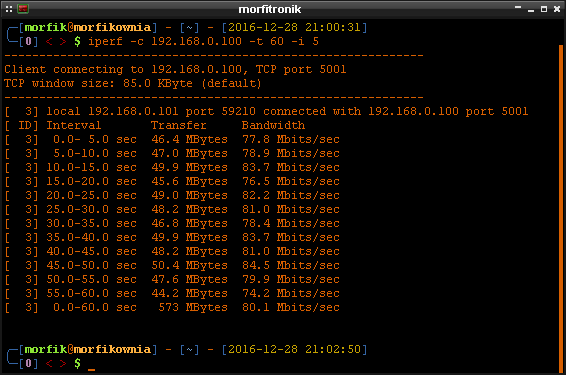 morfitronik
[morfik@morfikownia] - [~] - [2016-12-28 21:00:31]
[0] < > $ iperf -c 192.168.0.100 -t 60 -i 5
------------------------------------------------------------
Client connecting to 192.168.0.100, TCP port 5001
TCP window size: 85.0 KByte (default)
------------------------------------------------------------
[  3] local 192.168.0.101 port 59210 connected with 192.168.0.100 port 5001
[ ID] Interval       Transfer     Bandwidth
[  3]  0.0- 5.0 sec  46.4 MBytes  77.8 Mbits/sec
[  3]  5.0-10.0 sec  47.0 MBytes  78.9 Mbits/sec
[  3] 10.0-15.0 sec  49.9 MBytes  83.7 Mbits/sec
[  3] 15.0-20.0 sec  45.6 MBytes  76.5 Mbits/sec
[  3] 20.0-25.0 sec  49.0 MBytes  82.2 Mbits/sec
[  3] 25.0-30.0 sec  48.2 MBytes  81.0 Mbits/sec
[  3] 30.0-35.0 sec  46.8 MBytes  78.4 Mbits/sec
[  3] 35.0-40.0 sec  49.9 MBytes  83.7 Mbits/sec
[  3] 40.0-45.0 sec  48.2 MBytes  81.0 Mbits/sec
[  3] 45.0-50.0 sec  50.4 MBytes  84.5 Mbits/sec
[  3] 50.0-55.0 sec  47.6 MBytes  79.9 Mbits/sec
[  3] 55.0-60.0 sec  44.2 MBytes  74.2 Mbits/sec
[  3]  0.0-60.0 sec   573 MBytes  80.1 Mbits/sec
[morfik@morfikownia] - [~] - [2016-12-28 21:02:50]
[0] < > $ _